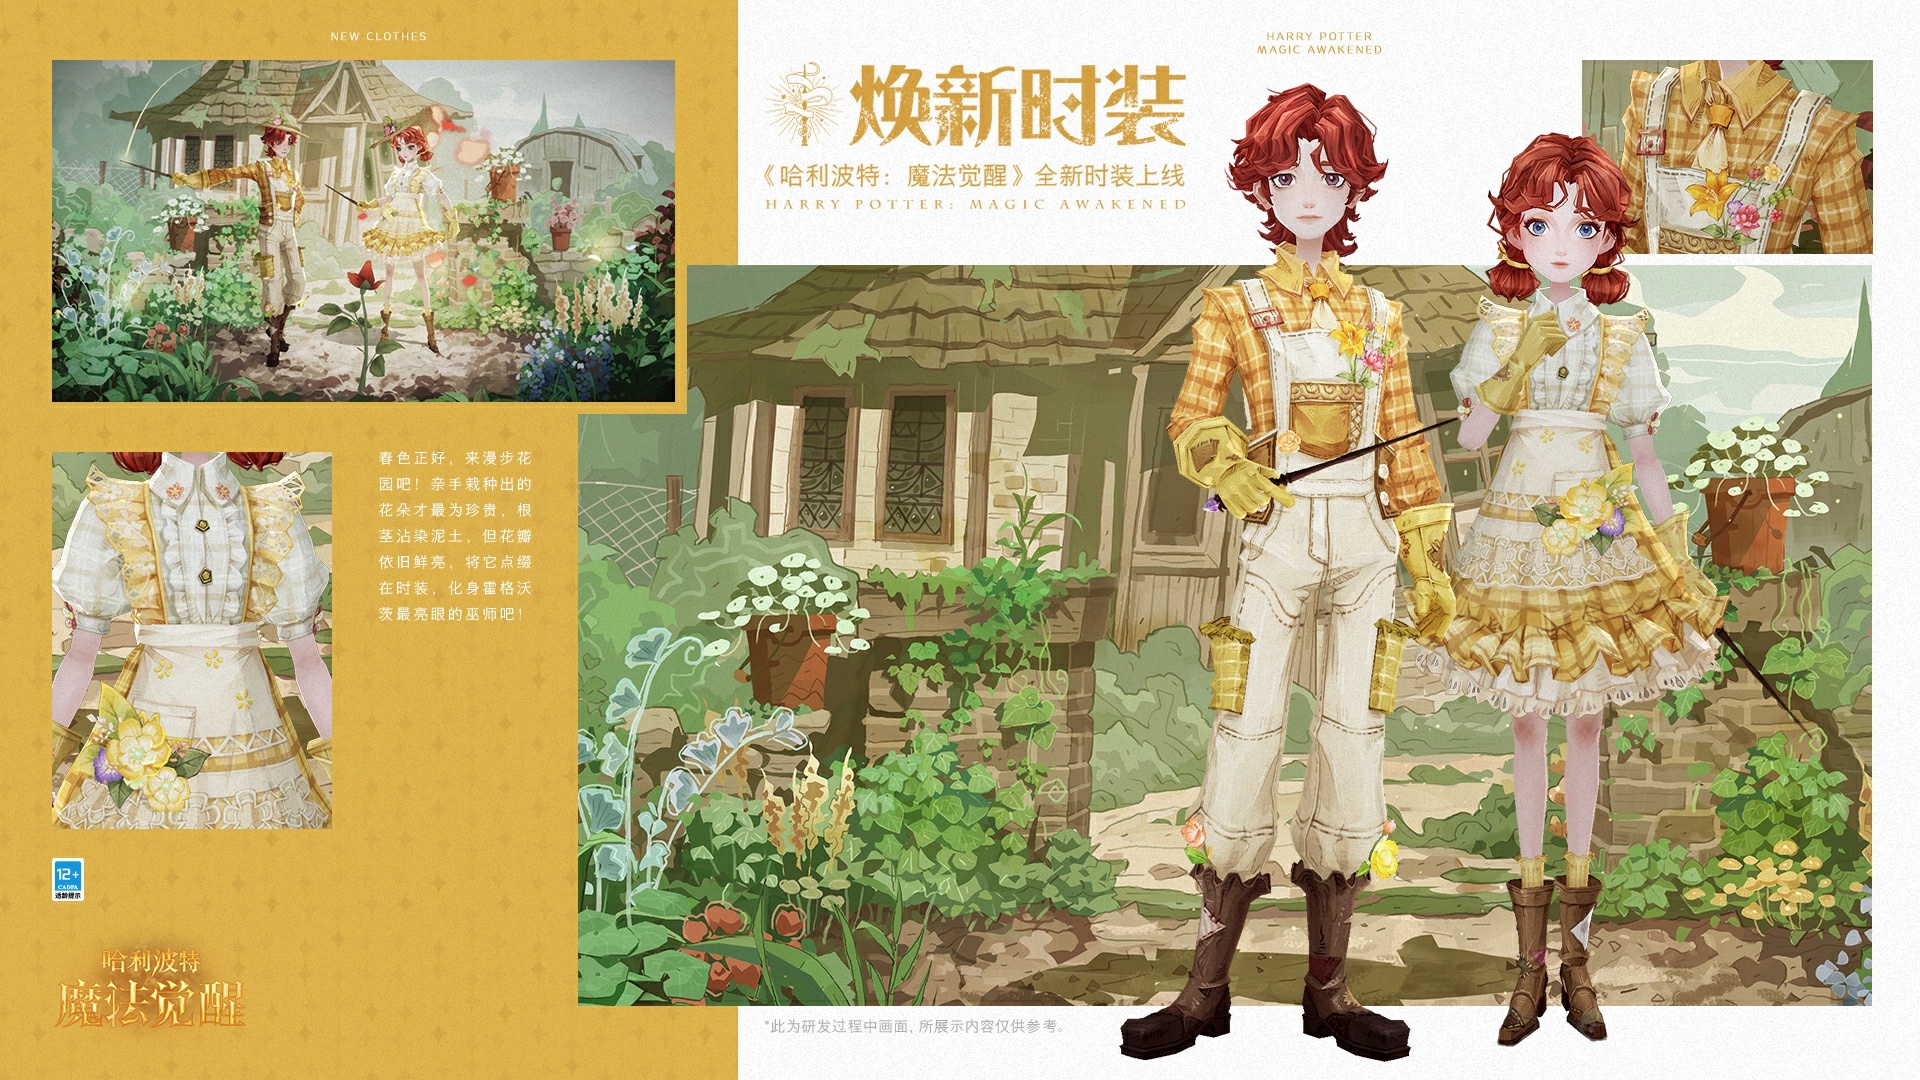 NEW CLOTHES
HARRY POTTER
MAGIC AWAKENED
焕新时装
《哈利波特：魔法觉醒》全新时装上线
HARRY POTTER: MAGIC AWAKENED
春色正好，来漫步花
园吧！亲手栽种出的
花朵才最为珍贵，根
茎沾染泥土，但花瓣
依旧鲜亮，将它点缀
在时装，化身霍格沃
茨最亮眼的巫师吧！
12+
CADPA
适龄提示
哈利波特
魔法觉醒
*此为研发过程中画面，所展示内容仅供参考。